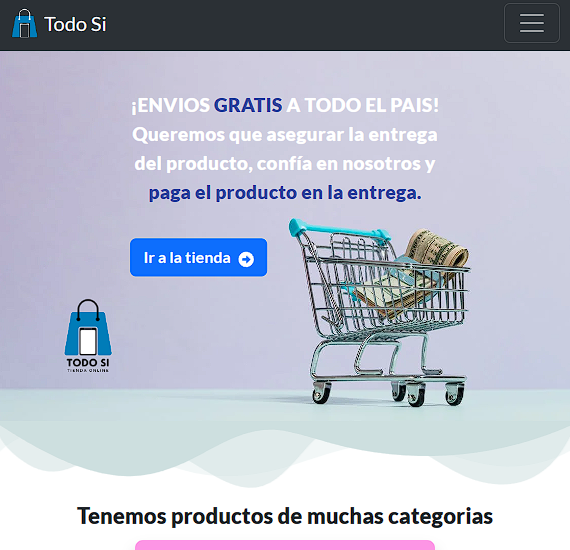 Todo Si
¡ENVIOS GRATIS A TODO EL PAIS!
Queremos que asegurar la entrega
del producto, confía en nosotros y
paga el producto en la entrega.
Ir a la tienda
TODO SI
TIENDA ONLINE
Tenemos productos de muchas categorias